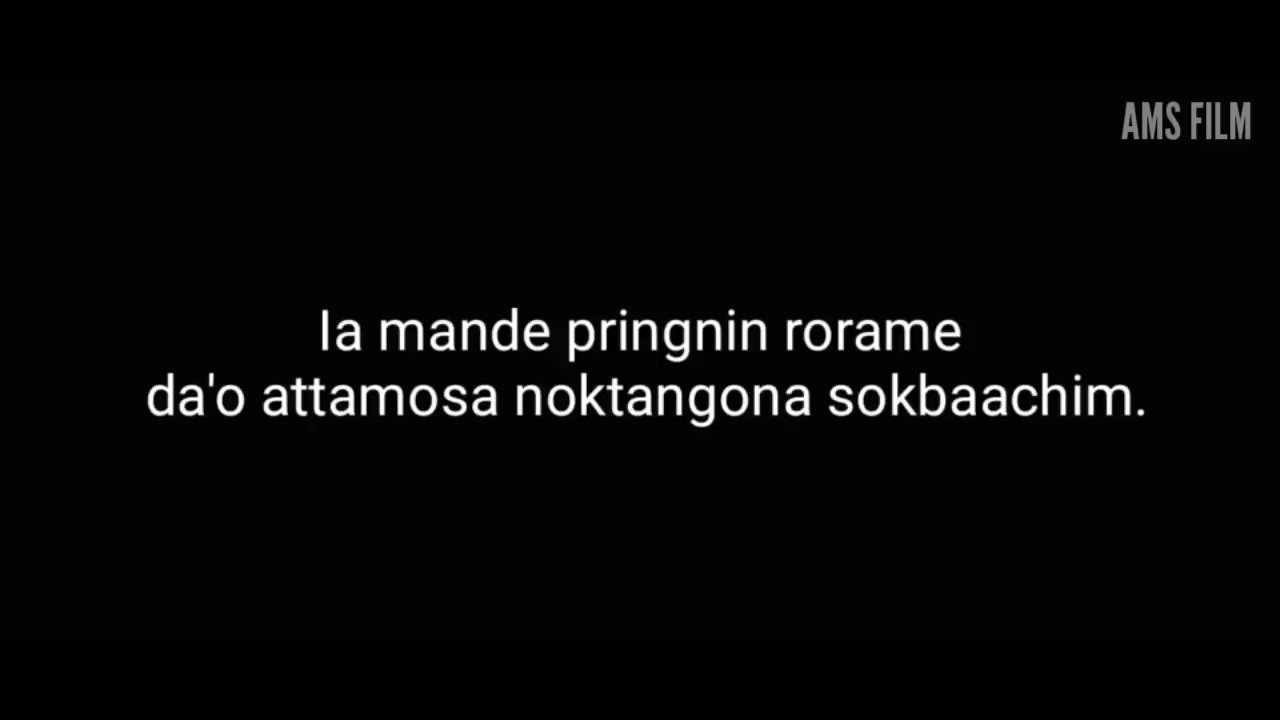 AMS FILM
Ia mande pringnin rorame
da'o attamosa noktangona sokbaachim.